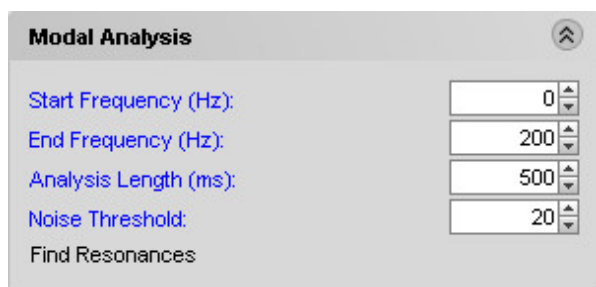 Modal Analysis
Start Frequency (Hz): 0
End Frequency (Hz): 200
Analysis Length (ms): 500
Noise Threshold: 20
Find Resonances